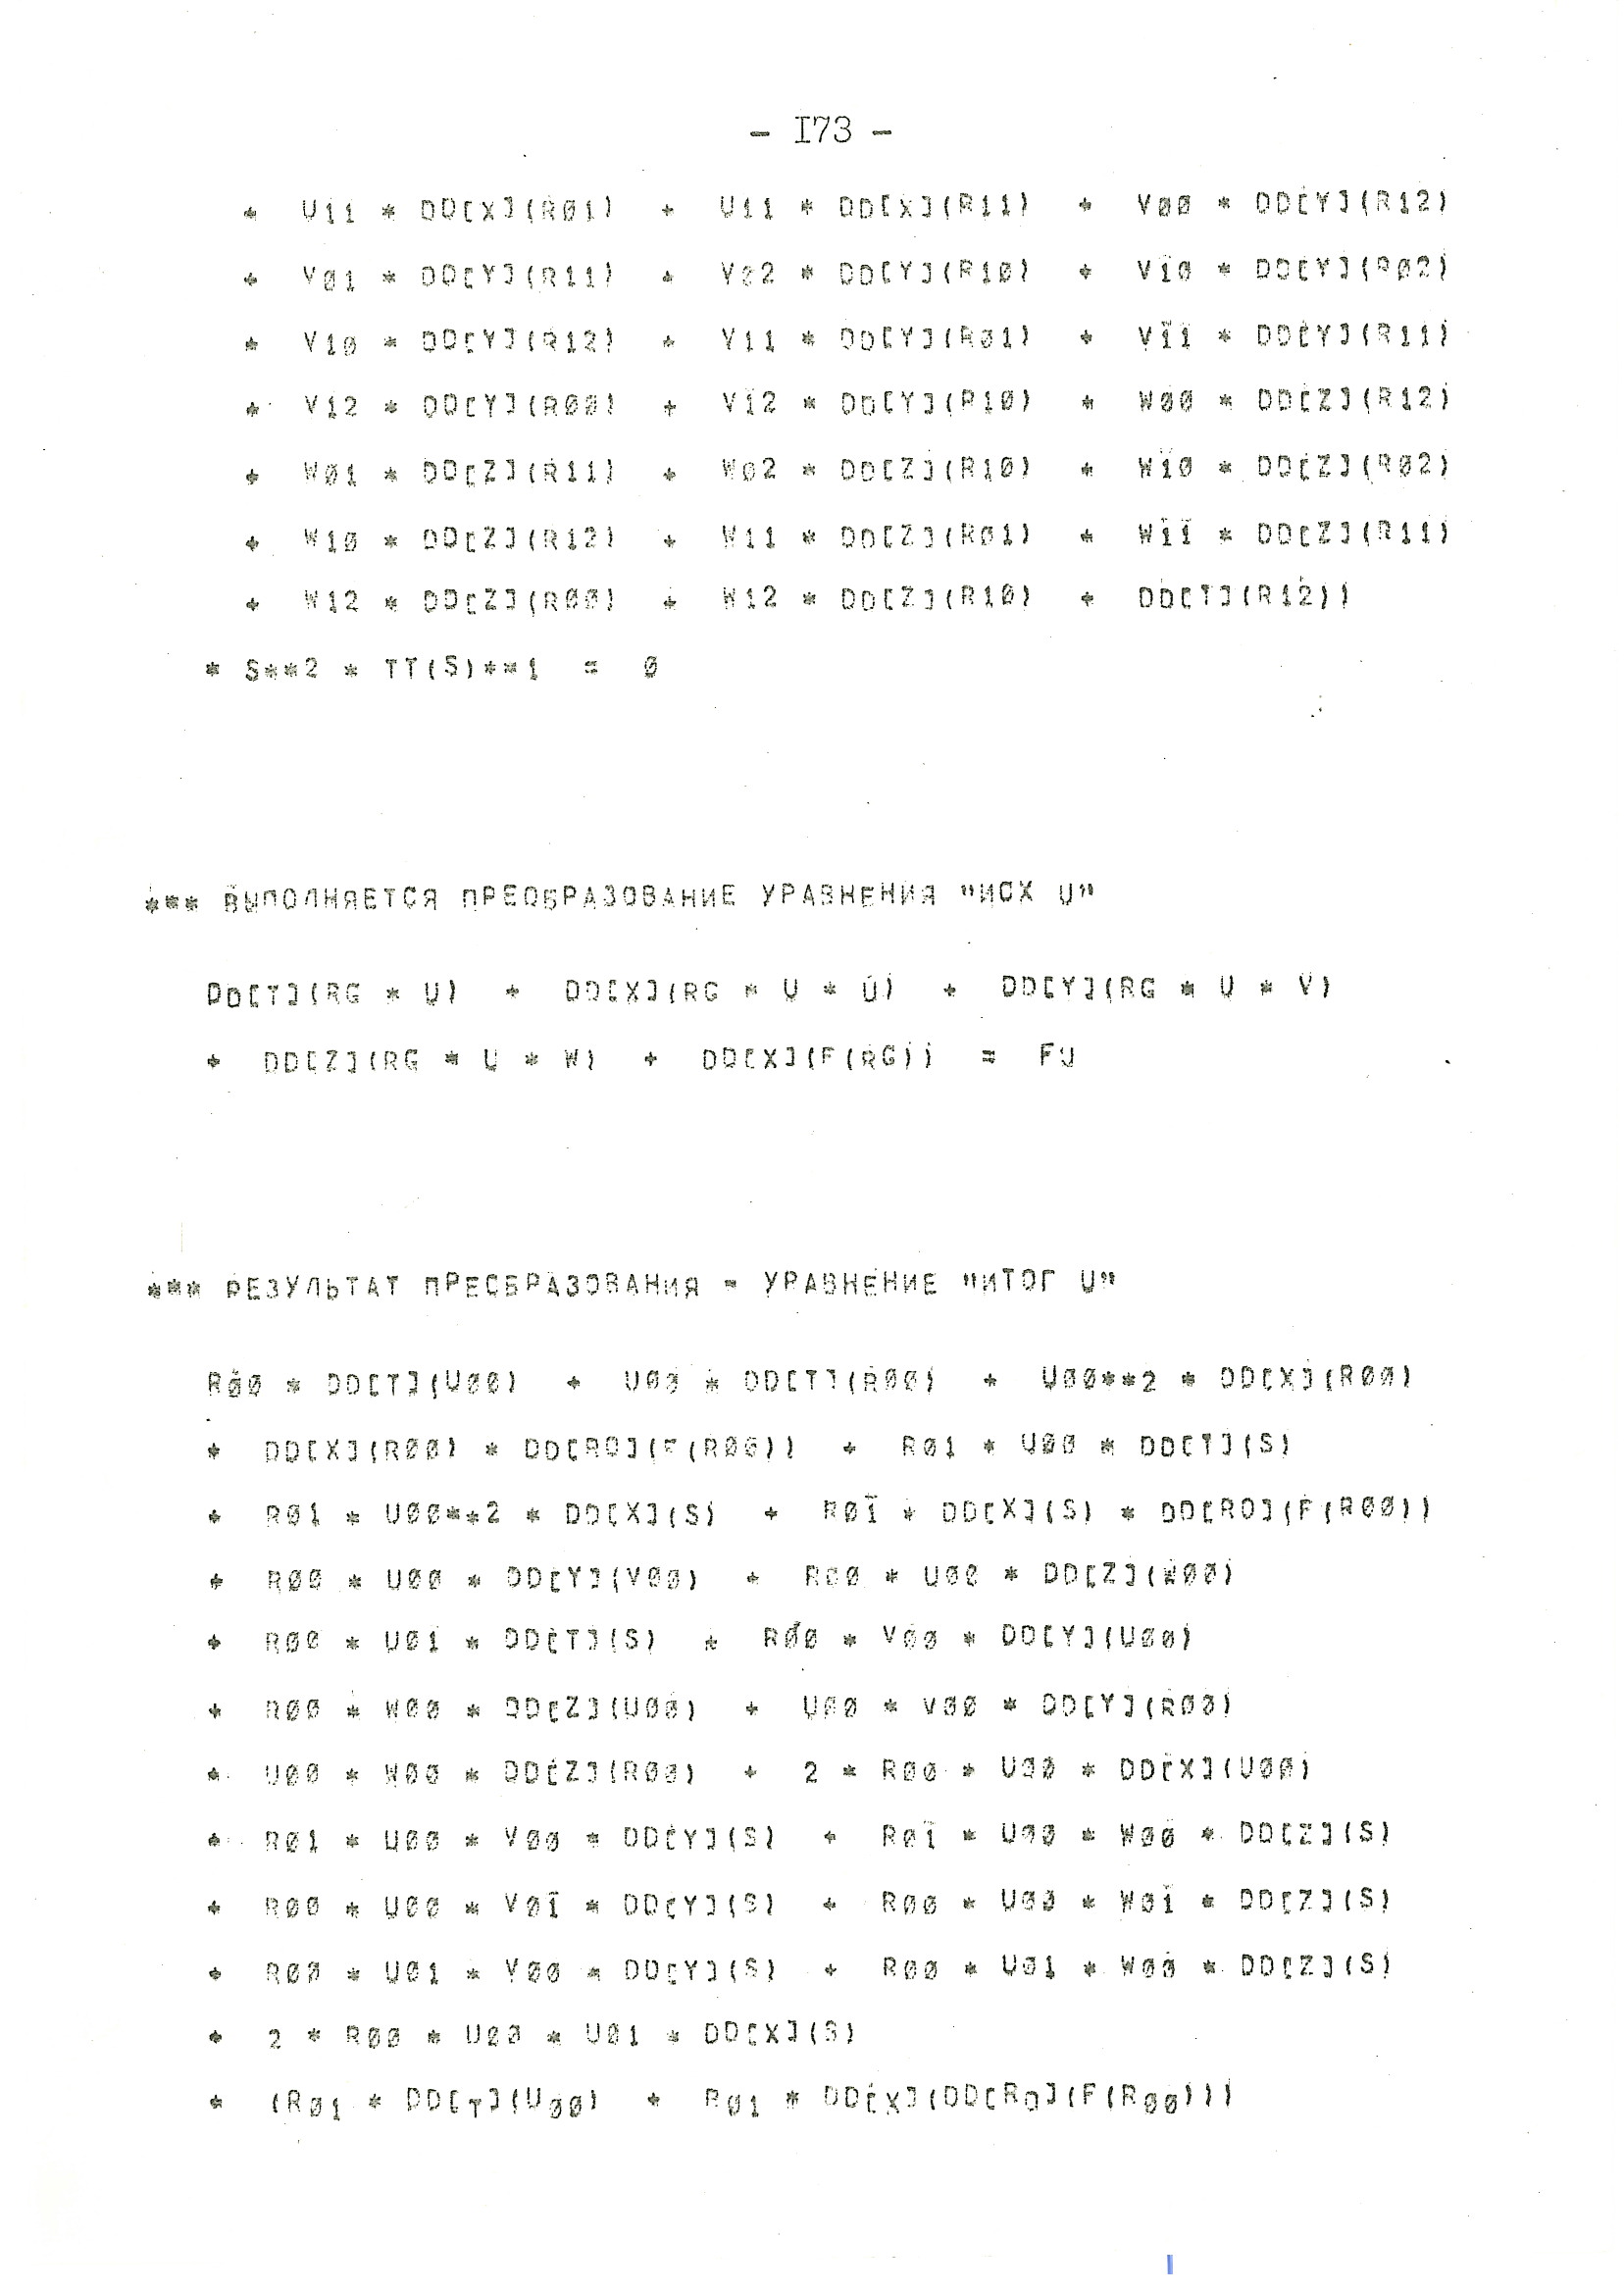 - I73 -
+ U11 * DD[X](R01) + U11 * DD[X](R11) + V00 * DD[Y](R12)
+ V01 * DD[Y](R11) + V02 * DD[Y](R10) + V10 * DD[Y](R02)
+ V10 * DD[Y](R12) + V11 * DD[Y](R01) + V11 * DD[Y](R11)
+ V12 * DD[Y](R00) + V12 * DD[Y](R10) + W00 * DD[Z](R12)
+ W01 * DD[Z](R11) + W02 * DD[Z](R10) + W10 * DD[Z](R02)
+ W10 * DD[Z](R12) + W11 * DD[Z](R01) + W11 * DD[Z](R11)
+ W12 * DD[Z](R00) + W12 * DD[Z](R10) + DD[T](R12))
* S**2 * TT(S)**1 = 0
*** ВЫПОЛНЯЕТСЯ ПРЕОБРАЗОВАНИЕ УРАВНЕНИЯ "ИСХ U"
DD[T](RG * U) + DD[X](RG * U * U) + DD[Y](RG * U * V)
+ DD[Z](RG * U * W) + DD[X](F(RG)) = FU
*** РЕЗУЛЬТАТ ПРЕОБРАЗОВАНИЯ - УРАВНЕНИЕ "ИТОГ U"
R00 * DD[T](U00) + U00 * DD[T](R00) + U00**2 * DD[X](R00)
+ DD[X](R00) * DD[RO](F(R00)) + R01 * U00 * DD[T](S)
+ R01 * U00**2 * DD[X](S) + R01 * DD[X](S) * DD[RO](F(R00))
+ R00 * U00 * DD[Y](V00) + R00 * U00 * DD[Z](W00)
+ R00 * U01 * DD[T](S) + R00 * V00 * DD[Y](U00)
+ R00 * W00 * DD[Z](U00) + U00 * V00 * DD[Y](R00)
+ U00 * W00 * DD[Z](R00) + 2 * R00 * U00 * DD[X](U00)
+ R01 * U00 * V00 * DD[Y](S) + R01 * U00 * W00 * DD[Z](S)
+ R00 * U00 * V01 * DD[Y](S) + R00 * U00 * W01 * DD[Z](S)
+ R00 * U01 * V00 * DD[Y](S) + R00 * U01 * W00 * DD[Z](S)
+ 2 * R00 * U00 * U01 * DD[X](S)
+ (R01 * DD[T](U00) + R01 * DD[X](DD[RO](F(R00)))